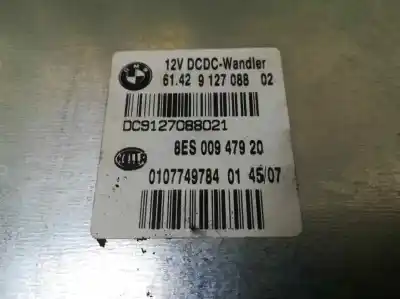 12V DCDC-Wandler
61.42 9 127 088 02
DC9127088021
8ES 009 479 20
0107749784 01 45/07